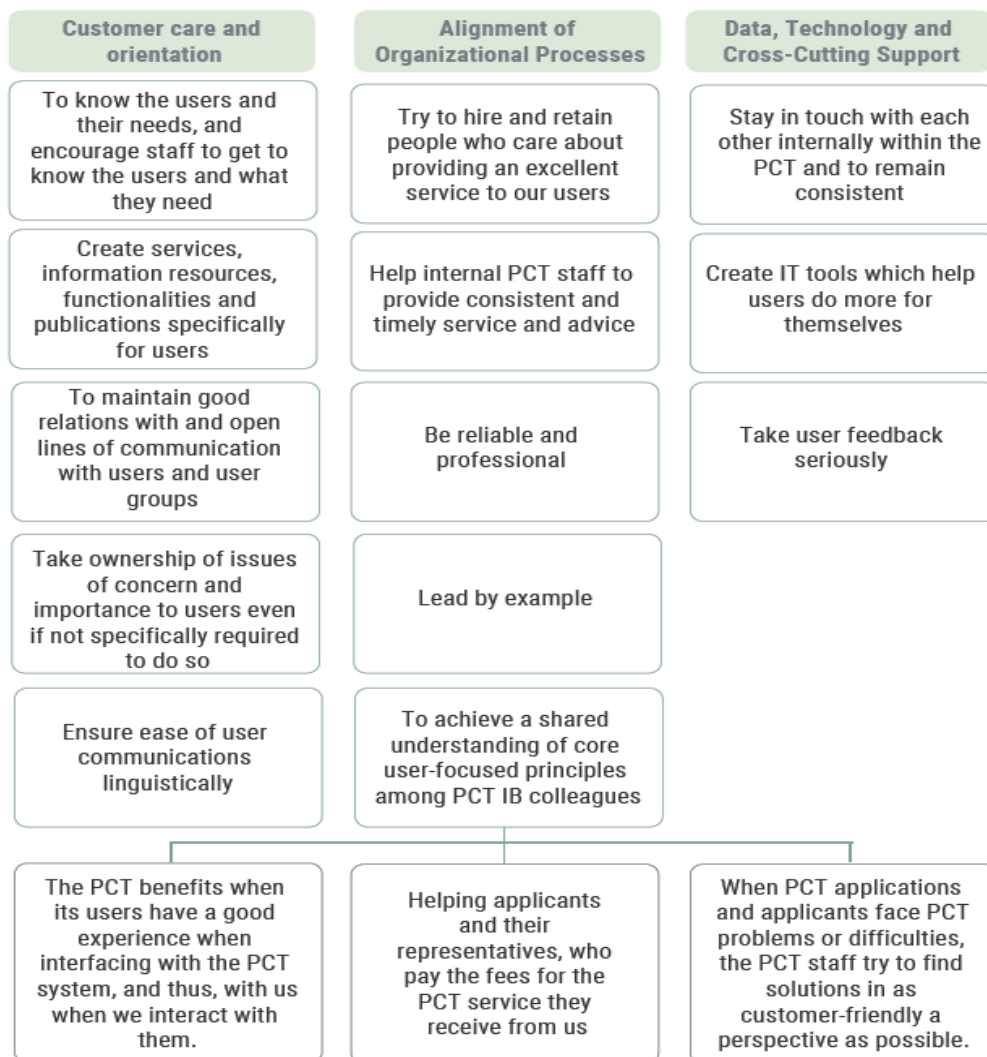 Customer care and
orientation
To know the users and
their needs, and
encourage staff to get to
know the users and what
they need
Create services,
information resources,
functionalities and
publications specifically
for users
To maintain good
relations with and open
lines of communication
with users and user
groups
Take ownership of issues
of concern and
importance to users even
if not specifically required
to do so
Ensure ease of user
communications
linguistically
Alignment of
Organizational Processes
Try to hire and retain
people who care about
providing an excellent
service to our users
Help internal PCT staff to
provide consistent and
timely service and advice
Be reliable and
professional
Lead by example
To achieve a shared
understanding of core
user-focused principles
among PCT IB colleagues
Data, Technology and
Cross-Cutting Support
Stay in touch with each
other internally within the
PCT and to remain
consistent
Create IT tools which help
users do more for
themselves
Take user feedback
seriously
The PCT benefits when
its users have a good
experience when
interfacing with the PCT
system, and thus, with us
when we interact with
them.
Helping applicants
and their
representatives, who
pay the fees for the
PCT service they
receive from us
When PCT applications
and applicants face PCT
problems or difficulties,
the PCT staff try to find
solutions in as
customer-friendly a
perspective as possible.